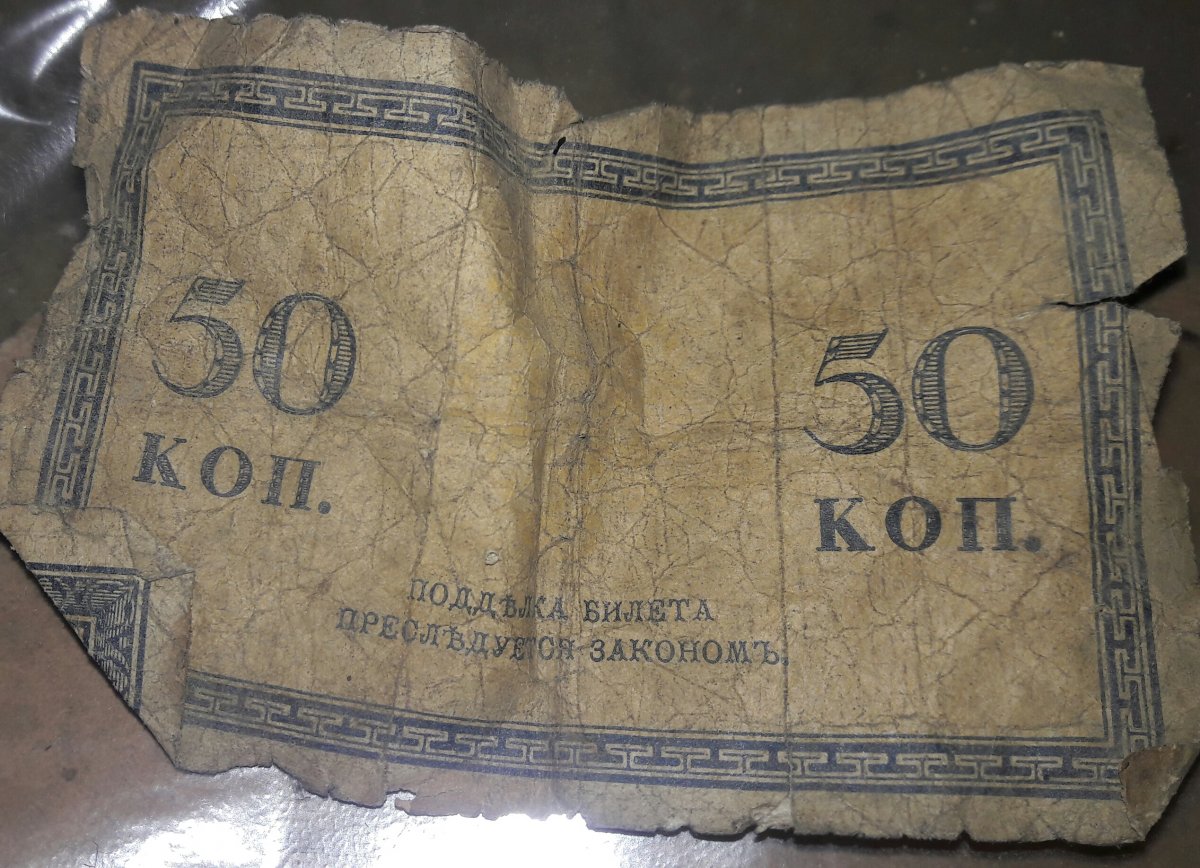 50 50
КОП. КОП.
ПОДДѢЛКА БИЛЕТА
ПРЕСЛѢДУЕТСЯ ЗАКОНОМЪ.